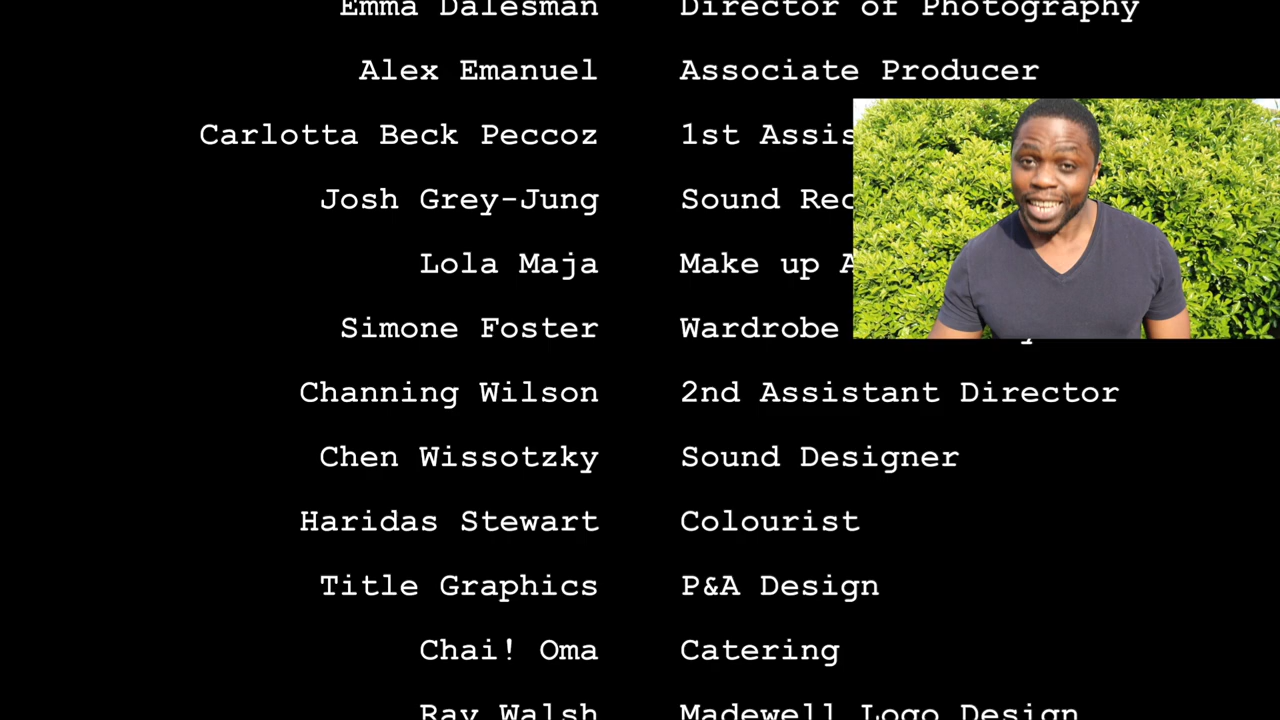 Emma Dalesman Director of Photography
Alex Emanuel Associate Producer
Carlotta Beck Peccoz 1st
Josh Grey-Jung Sound
Lola Maja Make up
Simone Foster Wardrobe
Channing Wilson 2nd Assistant Director
Chen Wissotzky Sound Designer
Haridas Stewart Colourist
Title Graphics P&A Design
Chai! Oma Catering
Ray Walsh Madewell Logo Design